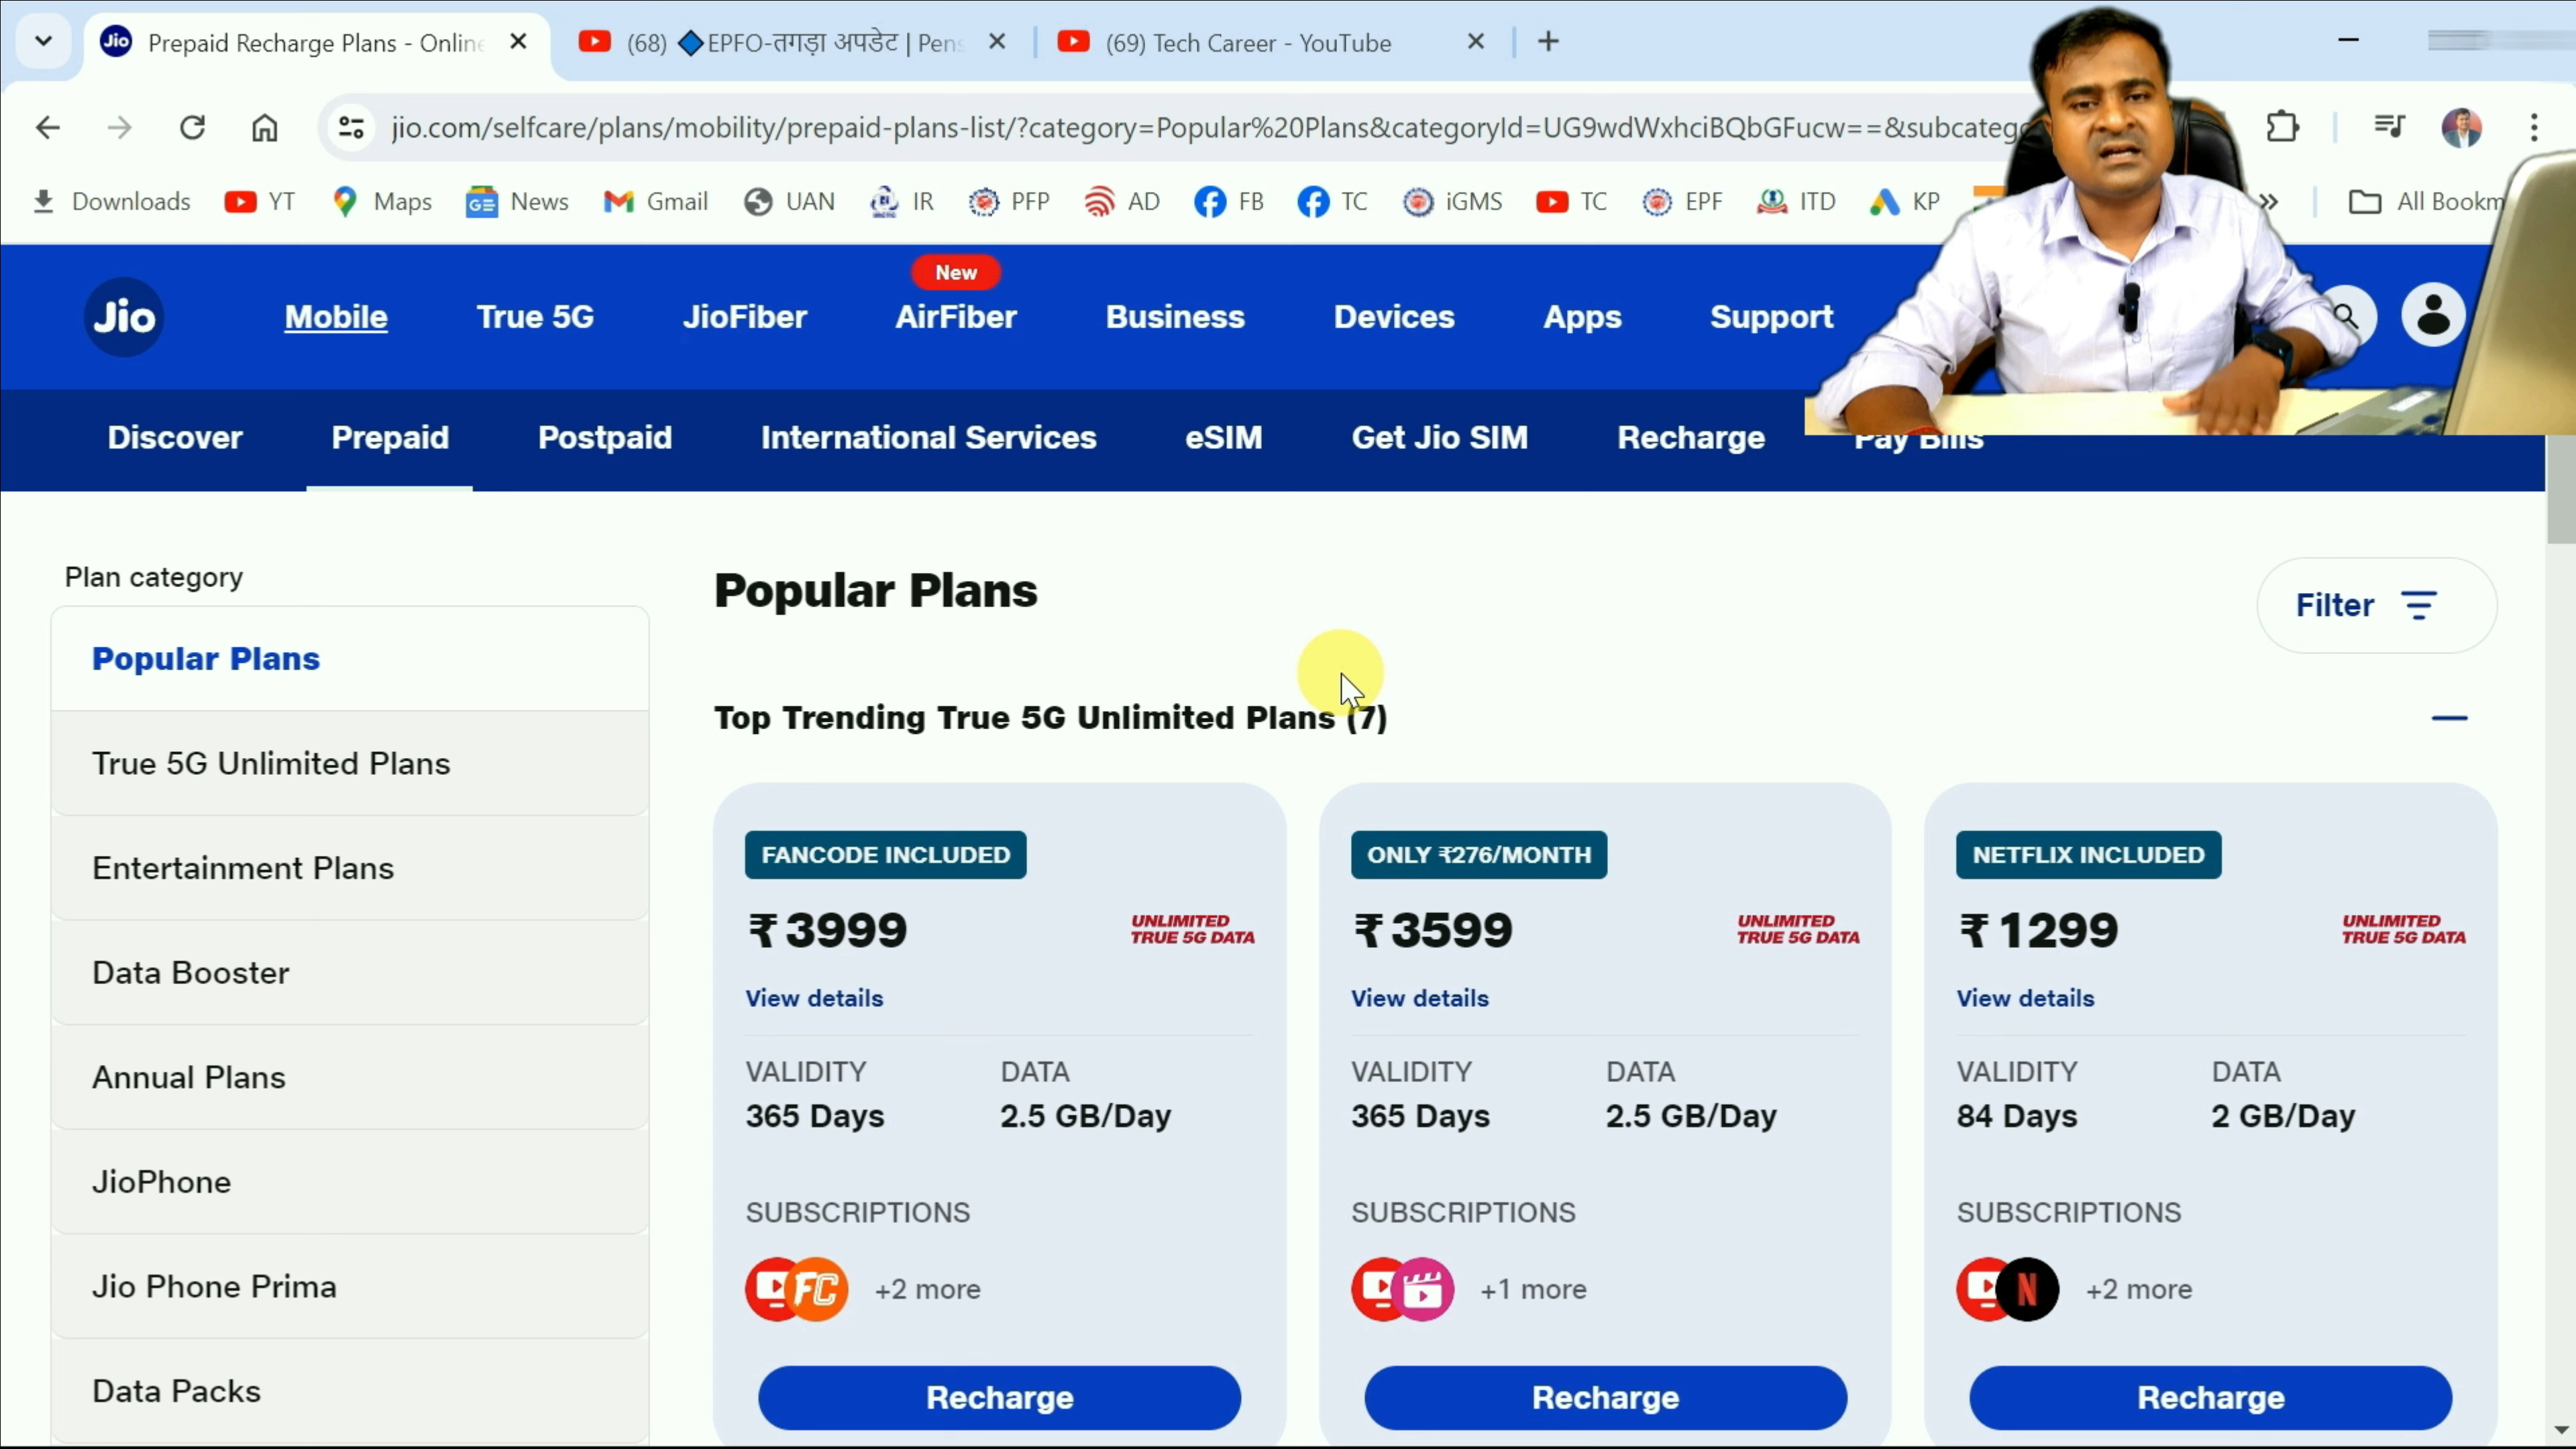 Jio Prepaid Recharge Plans - Online
(68) 🔷EPFO-तगड़ा अपडेट | Pens
(69) Tech Career - YouTube
jio.com/selfcare/plans/mobility/prepaid-plans-list/?category=Popular%20Plans&categoryId=UG9wdWxhciBQbGFucw==&subcatego
Downloads YT Maps GE News Gmail UAN IR PFP AD FB TC iGMS TC EPF ITD KP All Bookm
New
Jio Mobile True 5G JioFiber AirFiber Business Devices Apps Support
Discover Prepaid Postpaid International Services eSIM Get Jio SIM Recharge Pay Bills
Plan category
Popular Plans
True 5G Unlimited Plans
Entertainment Plans
Data Booster
Annual Plans
JioPhone
Jio Phone Prima
Data Packs
Popular Plans
Filter
Top Trending True 5G Unlimited Plans (7)
FANCODE INCLUDED
₹3999
UNLIMITED
TRUE 5G DATA
View details
VALIDITY DATA
365 Days 2.5 GB/Day
SUBSCRIPTIONS
FC +2 more
Recharge
ONLY ₹276/MONTH
₹3599
UNLIMITED
TRUE 5G DATA
View details
VALIDITY DATA
365 Days 2.5 GB/Day
SUBSCRIPTIONS
+1 more
Recharge
NETFLIX INCLUDED
₹1299
UNLIMITED
TRUE 5G DATA
View details
VALIDITY DATA
84 Days 2 GB/Day
SUBSCRIPTIONS
N +2 more
Recharge